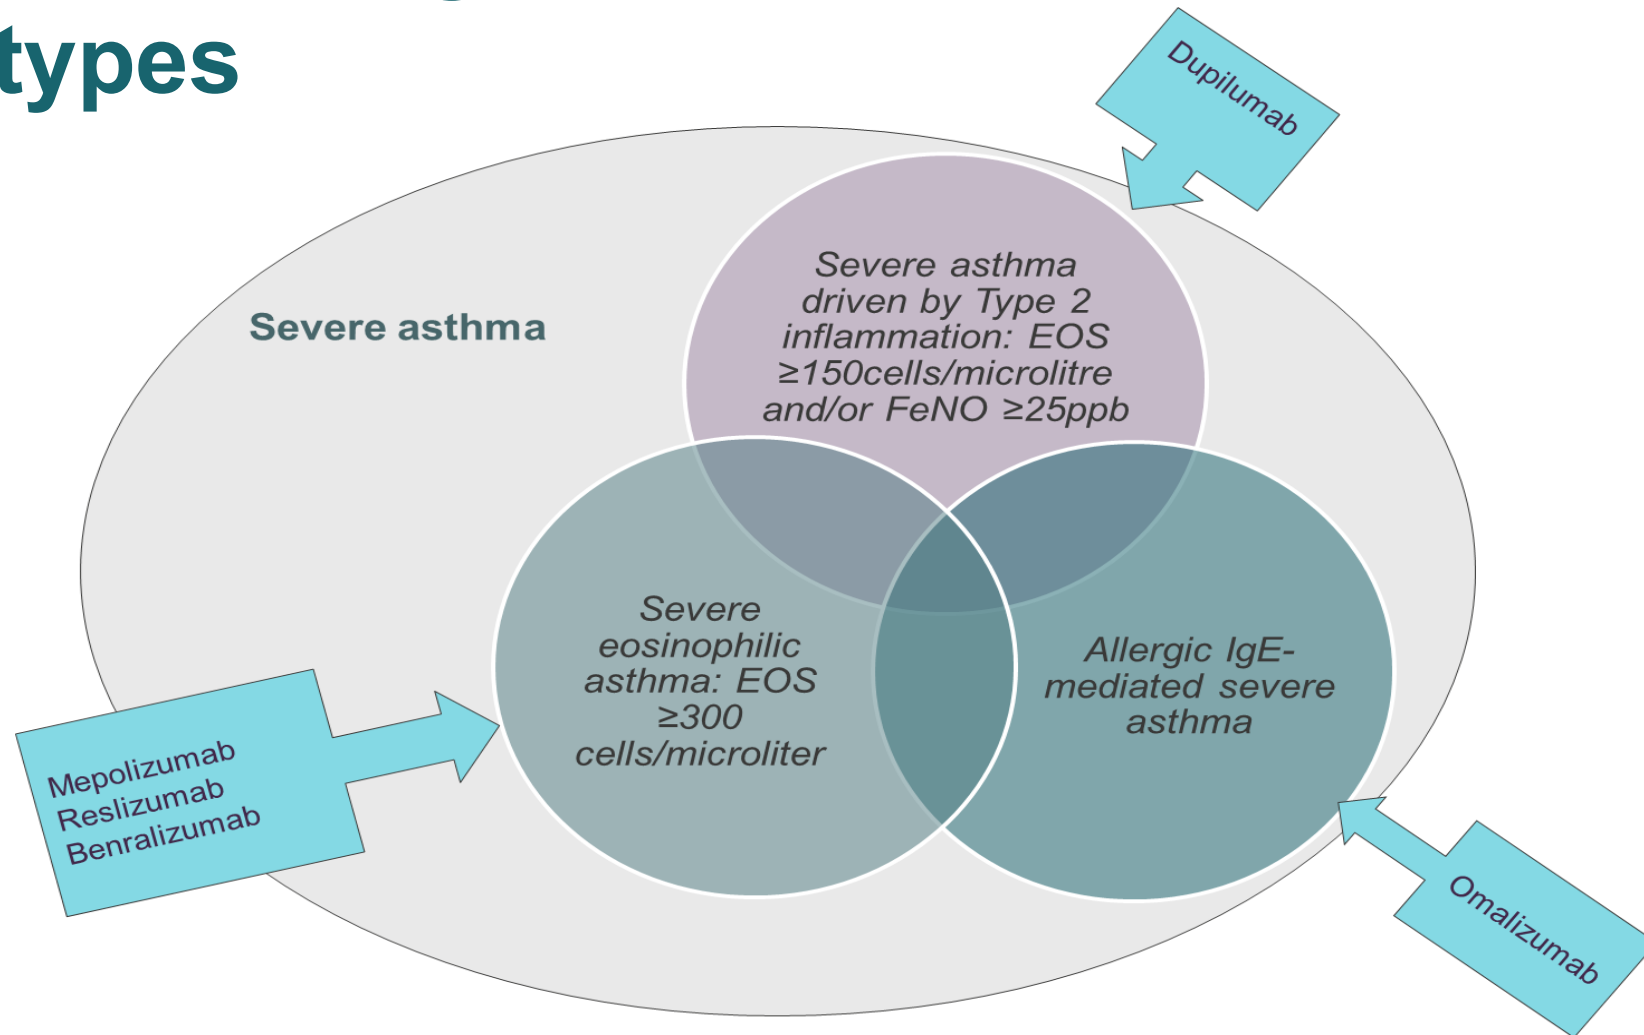 types
Dupilumab
Severe asthma
Severe asthma
driven by Type 2
inflammation: EOS
≥150cells/microlitre
and/or FeNO ≥25ppb
Severe
eosinophilic
asthma: EOS
≥300
cells/microliter
Allergic IgE-
mediated severe
asthma
Mepolizumab
Reslizumab
Benralizumab
Omalizumab